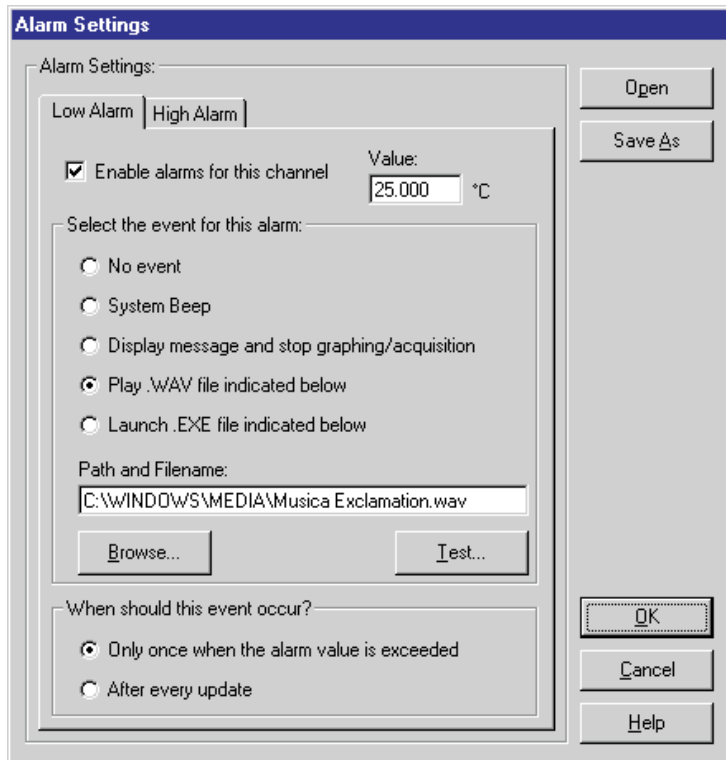 Alarm Settings
Alarm Settings:
Open
Save As
Low Alarm
High Alarm
Enable alarms for this channel
Value:
25.000 °C
Select the event for this alarm:
No event
System Beep
Display message and stop graphing/acquisition
Play .WAV file indicated below
Launch .EXE file indicated below
Path and Filename:
C:\WINDOWS\MEDIA\Musica Exclamation.wav
Browse...
Test...
When should this event occur?
Only once when the alarm value is exceeded
After every update
OK
Cancel
Help